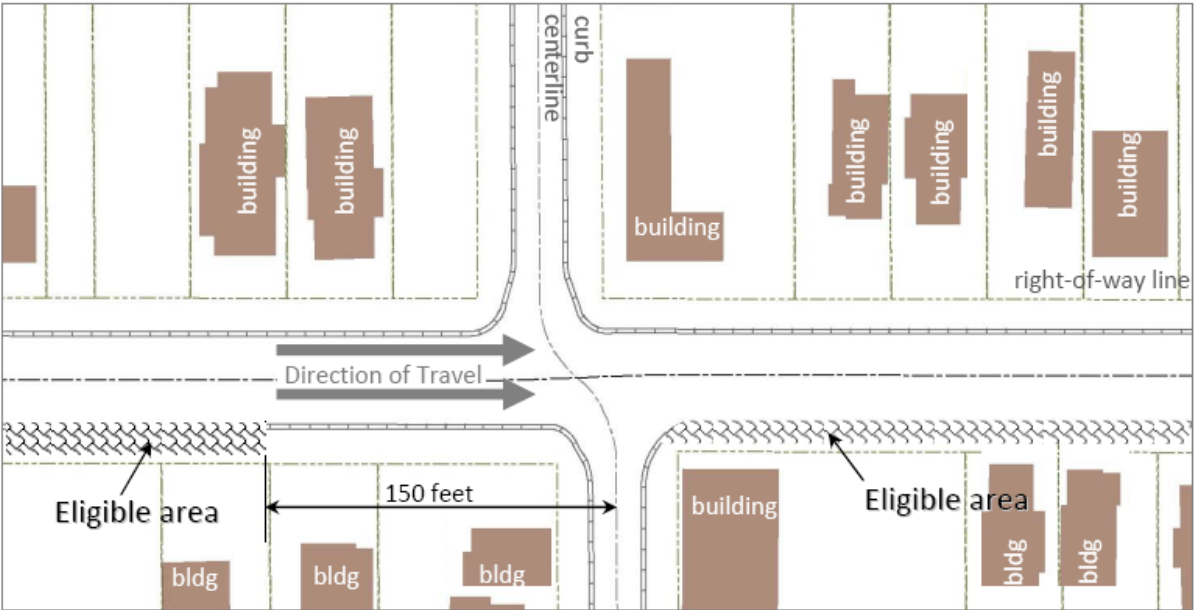 centerline
curb
building
building
building
building
building
building
building
building
right-of-way line
Direction of Travel
150 feet
Eligible area
building
Eligible area
bldg
bldg
bldg
bldg
bldg